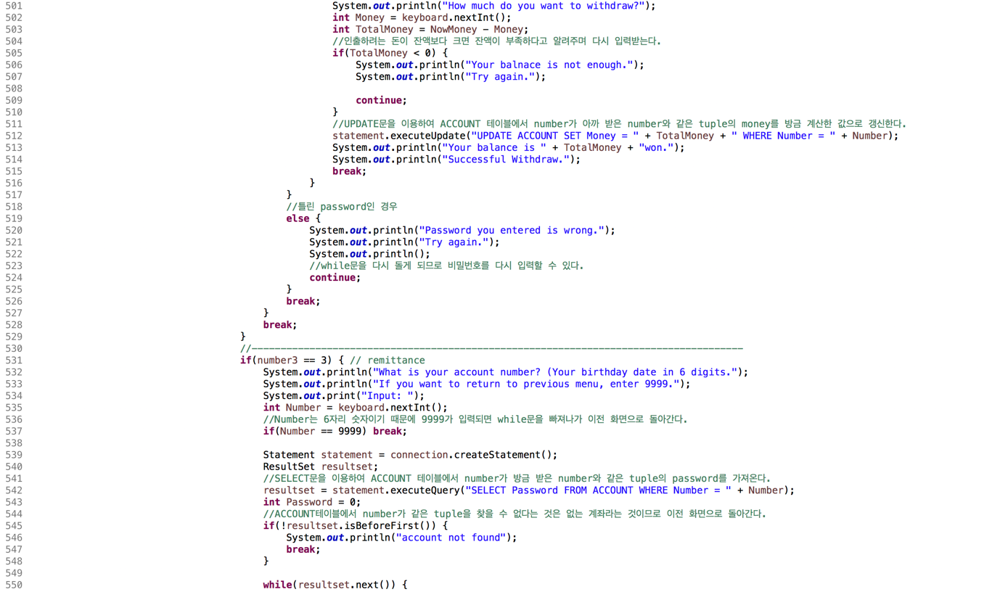 501 System.out.println("How much do you want to withdraw?");
502 int Money = keyboard.nextInt();
503 int TotalMoney = NowMoney - Money;
504 //인출하려는 돈이 잔액보다 크면 잔액이 부족하다고 알려주며 다시 입력받는다.
505 if(TotalMoney < 0) {
506 System.out.println("Your balnace is not enough.");
507 System.out.println("Try again.");
508
509 continue;
510 }
511 //UPDATE문을 이용하여 ACCOUNT 테이블에서 number가 아까 받은 number와 같은 tuple의 money를 방금 계산한 값으로 갱신한다.
512 statement.executeUpdate("UPDATE ACCOUNT SET Money = " + TotalMoney + " WHERE Number = " + Number);
513 System.out.println("Your balance is " + TotalMoney + "won.");
514 System.out.println("Successful Withdraw.");
515 break;
516 }
517 }
518 //틀린 password인 경우
519 else {
520 System.out.println("Password you entered is wrong.");
521 System.out.println("Try again.");
522 System.out.println();
523 //while문을 다시 돌게 되므로 비밀번호를 다시 입력할 수 있다.
524 continue;
525 }
526 break;
527 }
528 break;
529 }
530 //-------------------------------------------------------------------------------------
531 if(number3 == 3) { // remittance
532 System.out.println("What is your account number? (Your birthday date in 6 digits.");
533 System.out.println("If you want to return to previous menu, enter 9999.");
534 System.out.print("Input: ");
535 int Number = keyboard.nextInt();
536 //Number는 6자리 숫자이기 때문에 9999가 입력되면 while문을 빠져나가 이전 화면으로 돌아간다.
537 if(Number == 9999) break;
538
539 Statement statement = connection.createStatement();
540 ResultSet resultset;
541 //SELECT문을 이용하여 ACCOUNT 테이블에서 number가 방금 받은 number와 같은 tuple의 password를 가져온다.
542 resultset = statement.executeQuery("SELECT Password FROM ACCOUNT WHERE Number = " + Number);
543 int Password = 0;
544 //ACCOUNT테이블에서 number가 같은 tuple을 찾을 수 없다는 것은 없는 계좌라는 것이므로 이전 화면으로 돌아간다.
545 if(!resultset.isBeforeFirst()) {
546 System.out.println("account not found");
547 break;
548 }
549
550 while(resultset.next()) {